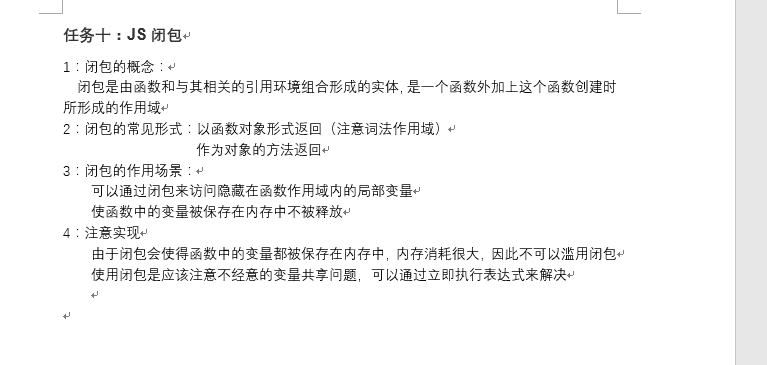 任务十：JS 闭包
1：闭包的概念：
闭包是由函数和与其相关的引用环境组合形成的实体, 是一个函数外加上这个函数创建时
所形成的作用域
2：闭包的常见形式：以函数对象形式返回（注意词法作用域）
作为对象的方法返回
3：闭包的作用场景：
可以通过闭包来访问隐藏在函数作用域内的局部变量
使函数中的变量被保存在内存中不被释放
4：注意实现
由于闭包会使得函数中的变量都被保存在内存中, 内存消耗很大, 因此不可以滥用闭包
使用闭包是应该注意不经意的变量共享问题, 可以通过立即执行表达式来解决